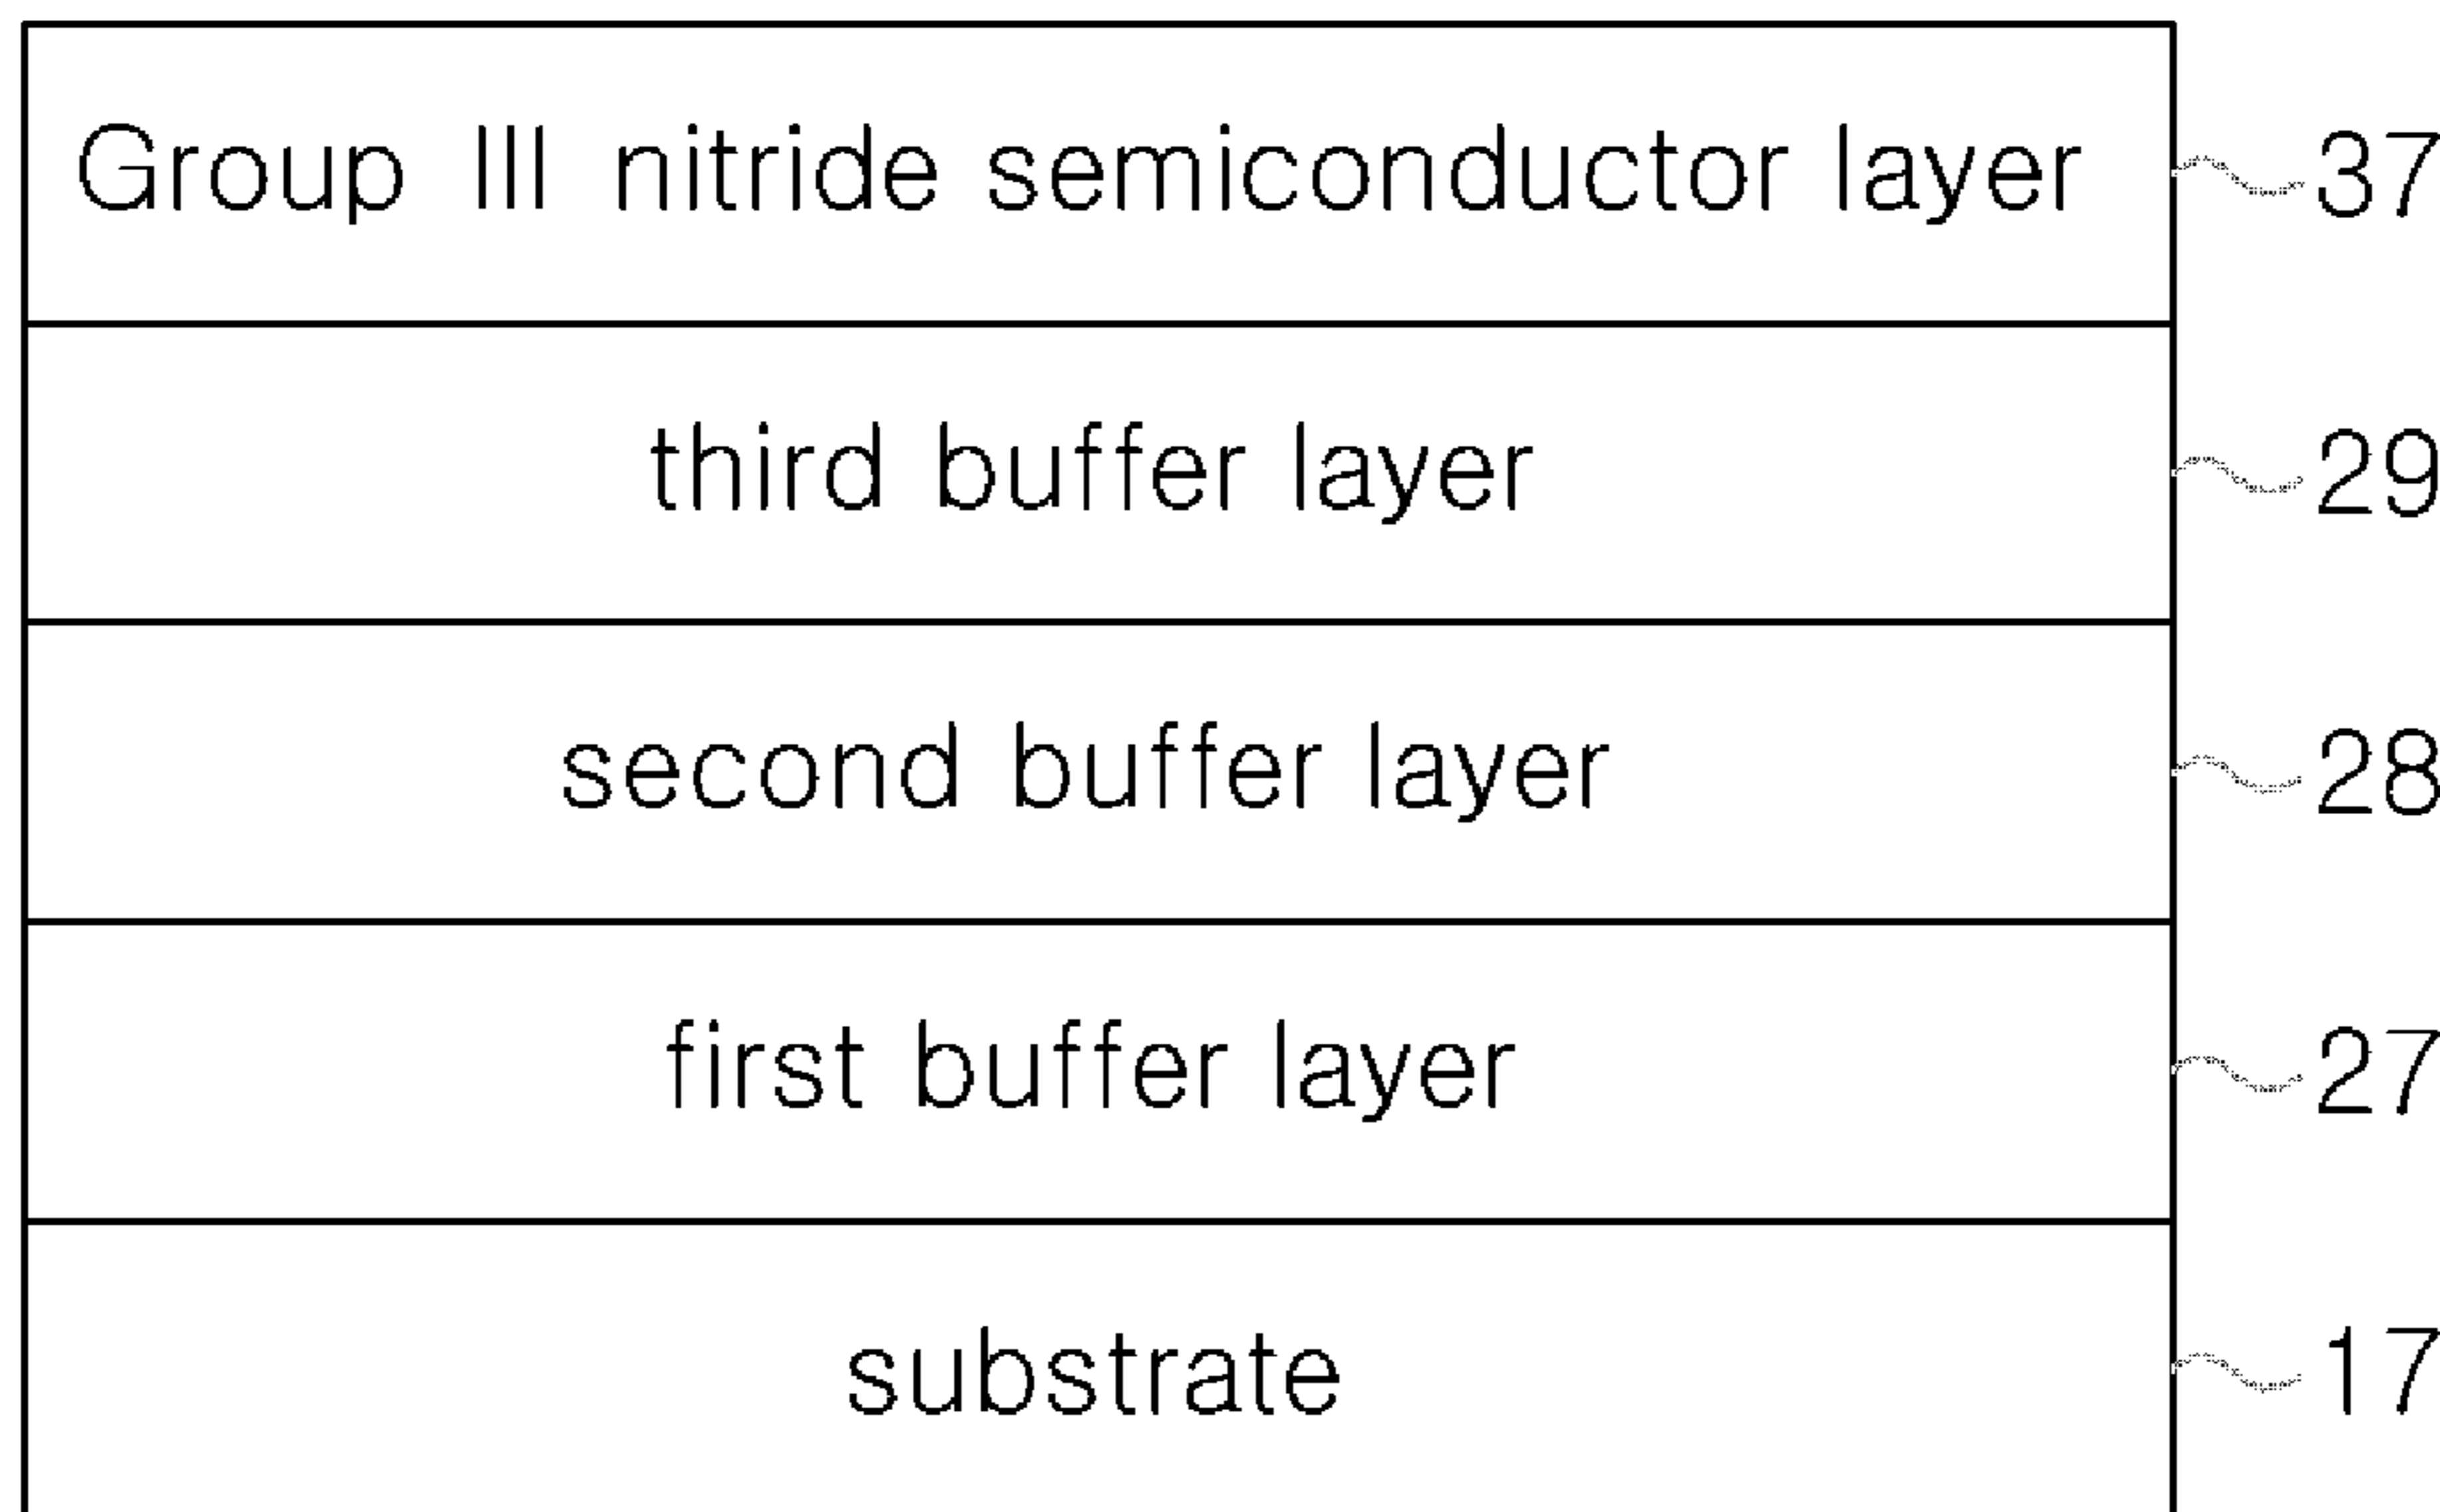 Group III nitride semiconductor layer 37
third buffer layer 29
second buffer layer 28
first buffer layer 27
substrate 17